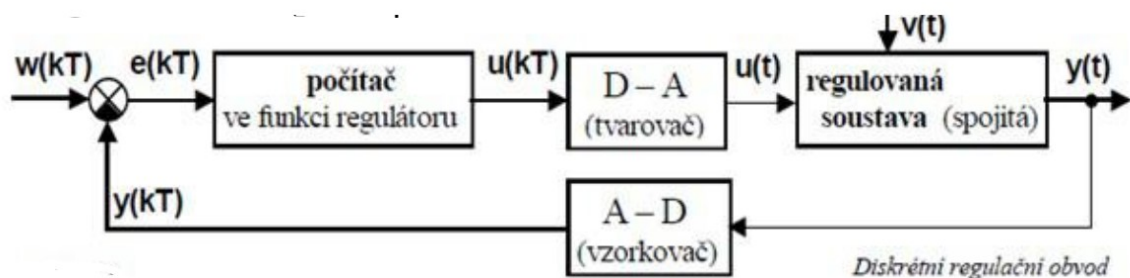 v(t)
w(kT)
e(kT)
počítač
ve funkci regulátoru
u(kT)
D – A
(tvarovač)
u(t)
regulovaná
soustava (spojitá)
y(t)
y(kT)
A – D
(vzorkovač)
Diskrétní regulační obvod